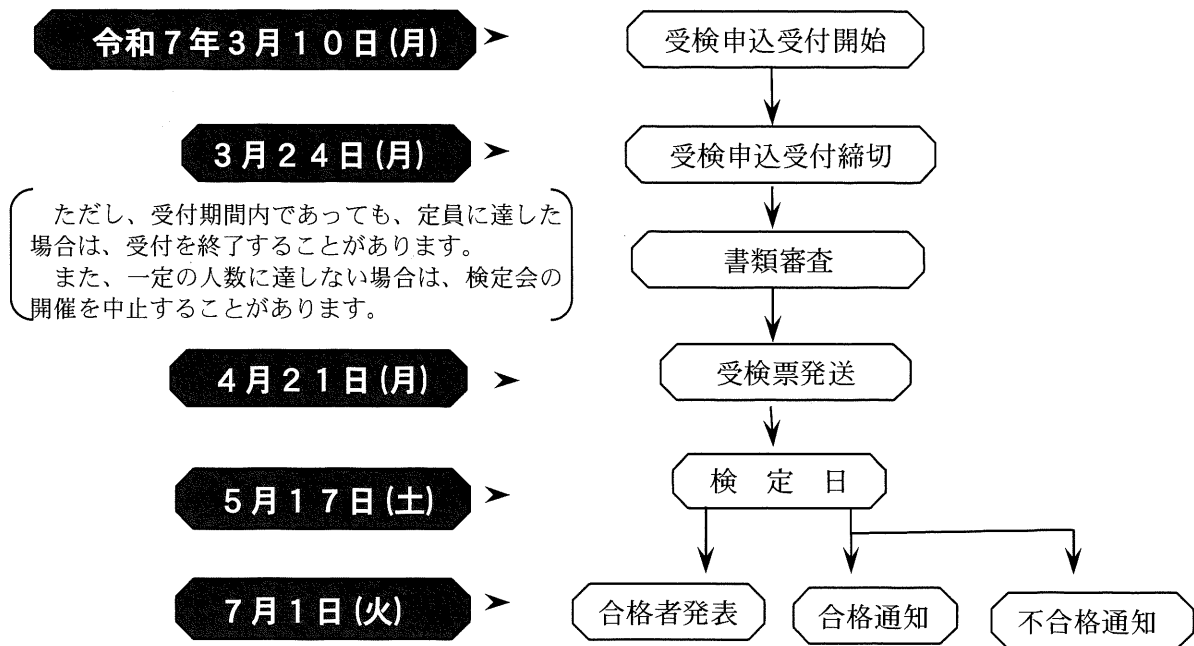 令和７年３月１０日(月) ➤ 受検申込受付開始
３月２４日(月) ➤ 受検申込受付締切
ただし、受付期間内であっても、定員に達した
場合は、受付を終了することがあります。
また、一定の人数に達しない場合は、検定会の
開催を中止することがあります。
書類審査
４月２１日(月) ➤ 受検票発送
５月１７日(土) ➤ 検　定　日
７月１日(火) ➤ 合格者発表 合格通知 不合格通知